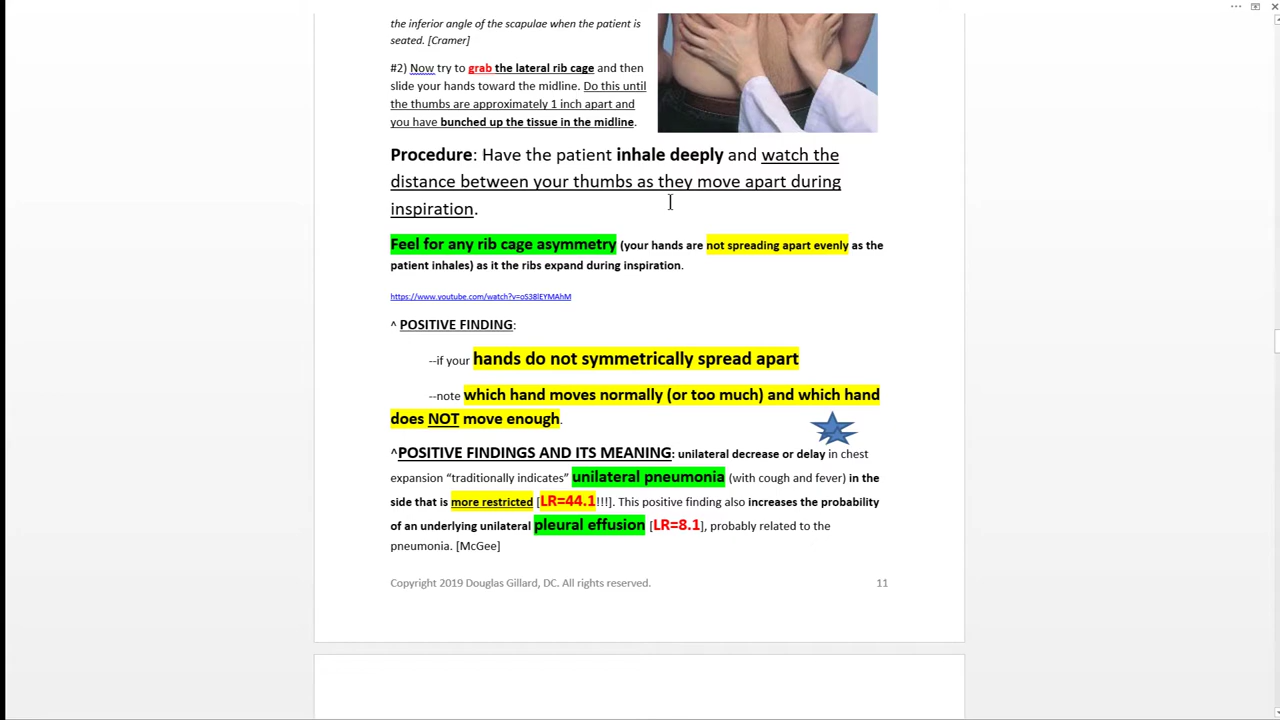 the inferior angle of the scapulae when the patient is
seated. [Cramer]
#2) Now try to grab the lateral rib cage and then
slide your hands toward the midline. Do this until
the thumbs are approximately 1 inch apart and
you have bunched up the tissue in the midline.
Procedure: Have the patient inhale deeply and watch the
distance between your thumbs as they move apart during
inspiration.
Feel for any rib cage asymmetry (your hands are not spreading apart evenly as the
patient inhales) as it the ribs expand during inspiration.
https://www.youtube.com/watch?v=oS38lEYMAhM
^ POSITIVE FINDING:
--if your hands do not symmetrically spread apart
--note which hand moves normally (or too much) and which hand
does NOT move enough.
^POSITIVE FINDINGS AND ITS MEANING: unilateral decrease or delay in chest
expansion “traditionally indicates” unilateral pneumonia (with cough and fever) in the
side that is more restricted [LR=44.1!!!]. This positive finding also increases the probability
of an underlying unilateral pleural effusion [LR=8.1], probably related to the
pneumonia. [McGee]
Copyright 2019 Douglas Gillard, DC. All rights reserved. 11